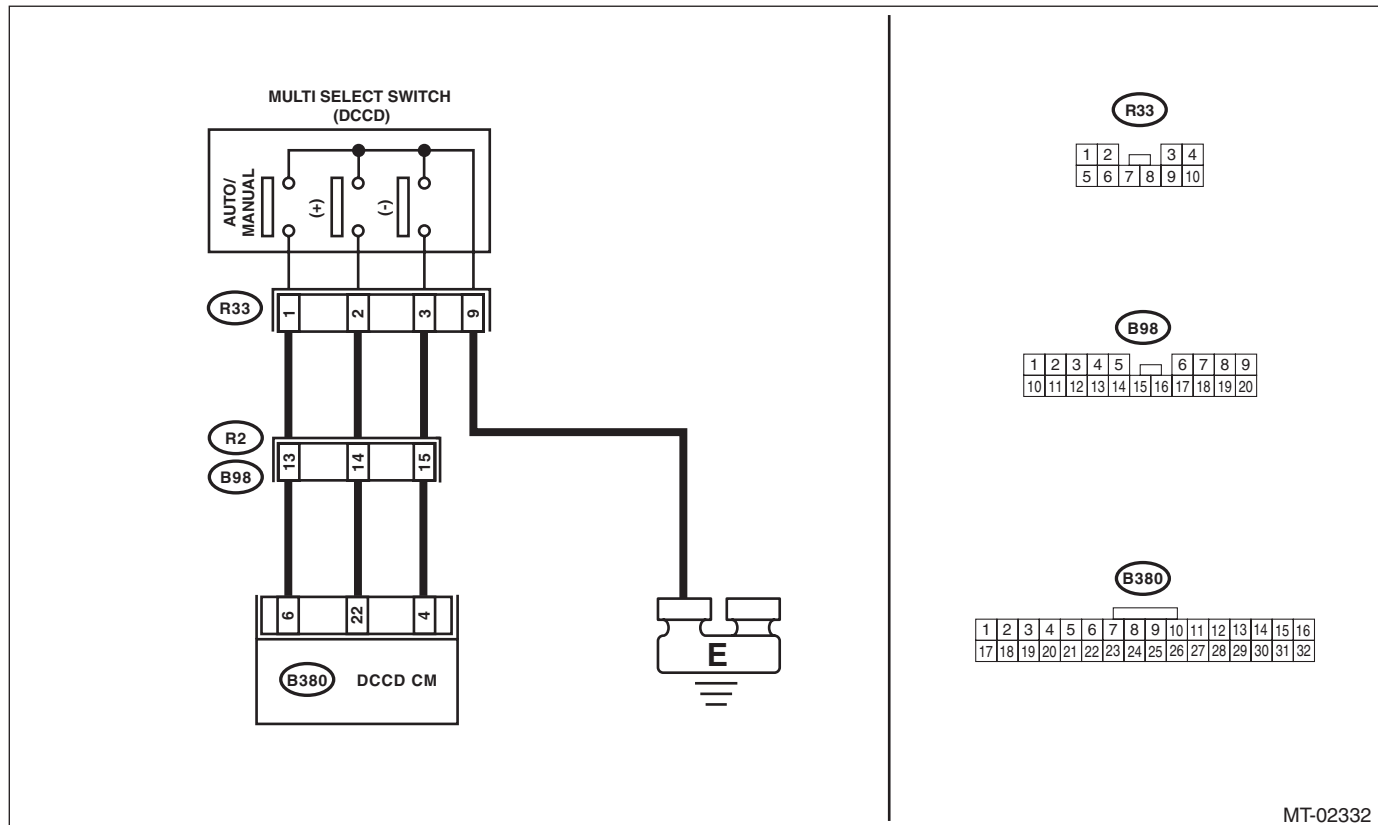 MULTI SELECT SWITCH
(DCCD)
AUTO/
MANUAL
(+)
(-)
R33
1 2 3 9
R2
B98
13 14 15
6 22 4
B380 DCCD CM
E
R33
1 2 3 4
5 6 7 8 9 10
B98
1 2 3 4 5 6 7 8 9
10 11 12 13 14 15 16 17 18 19 20
B380
1 2 3 4 5 6 7 8 9 10 11 12 13 14 15 16
17 18 19 20 21 22 23 24 25 26 27 28 29 30 31 32
MT-02332